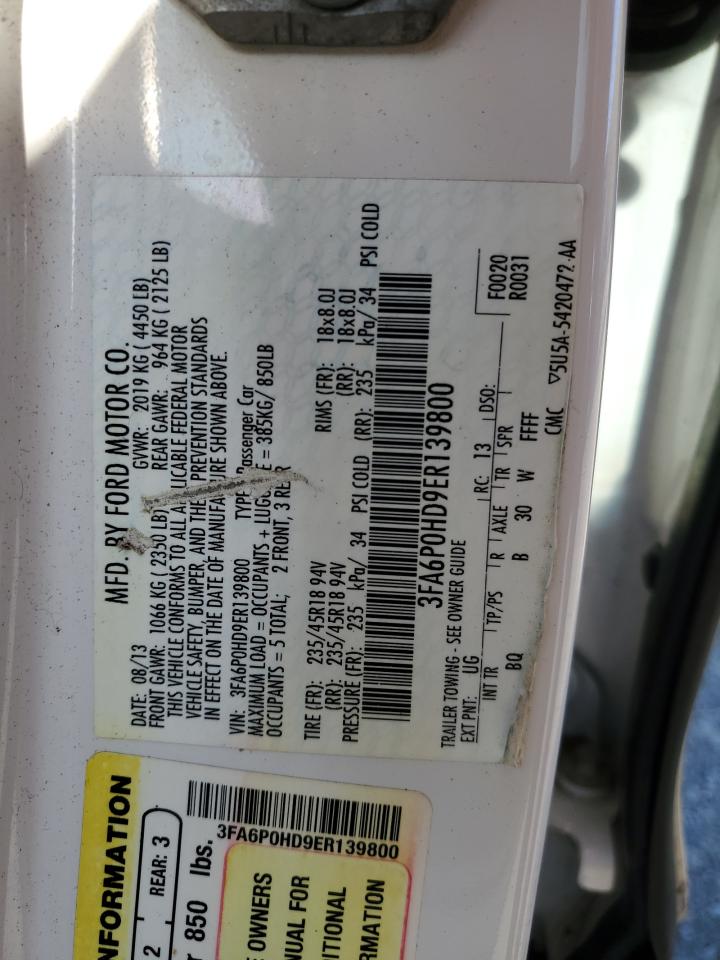 MFD. BY FORD MOTOR CO.
DATE: 08/13 GVWR: 2019 KG ( 4450 LB)
FRONT GAWR: 1066 KG ( 2350 LB) REAR GAWR: 964 KG ( 2125 LB)
THIS VEHICLE CONFORMS TO ALL APPLICABLE FEDERAL MOTOR
VEHICLE SAFETY, BUMPER, AND THEFT PREVENTION STANDARDS
IN EFFECT ON THE DATE OF MANUFACTURE SHOWN ABOVE.
VIN: 3FA6P0HD9ER139800 TYPE: Passenger Car
MAXIMUM LOAD = OCCUPANTS + LUGGAGE = 385KG/ 850LB
OCCUPANTS = 5 TOTAL; 2 FRONT, 3 REAR
TIRE (FR): 235/45R18 94V RIMS (FR): 18x8.0J
(RR): 235/45R18 94V (RR): 18x8.0J
PRESSURE (FR): 235 kPa/ 34 PSI COLD (RR): 235 kPa/ 34 PSI COLD
3FA6P0HD9ER139800
TRAILER TOWING - SEE OWNER GUIDE
EXT PNT: UG RC: 13 DSO: F0020
R0031
INT TR TP/PS R AXLE TR SPR
BQ B 30 W FFFF
CMC ▽5U5A-5420472-AA
3FA6P0HD9ER139800
NFORMATION
2 REAR: 3
r 850 lbs.
E OWNERS
NUAL FOR
ITIONAL
RMATION